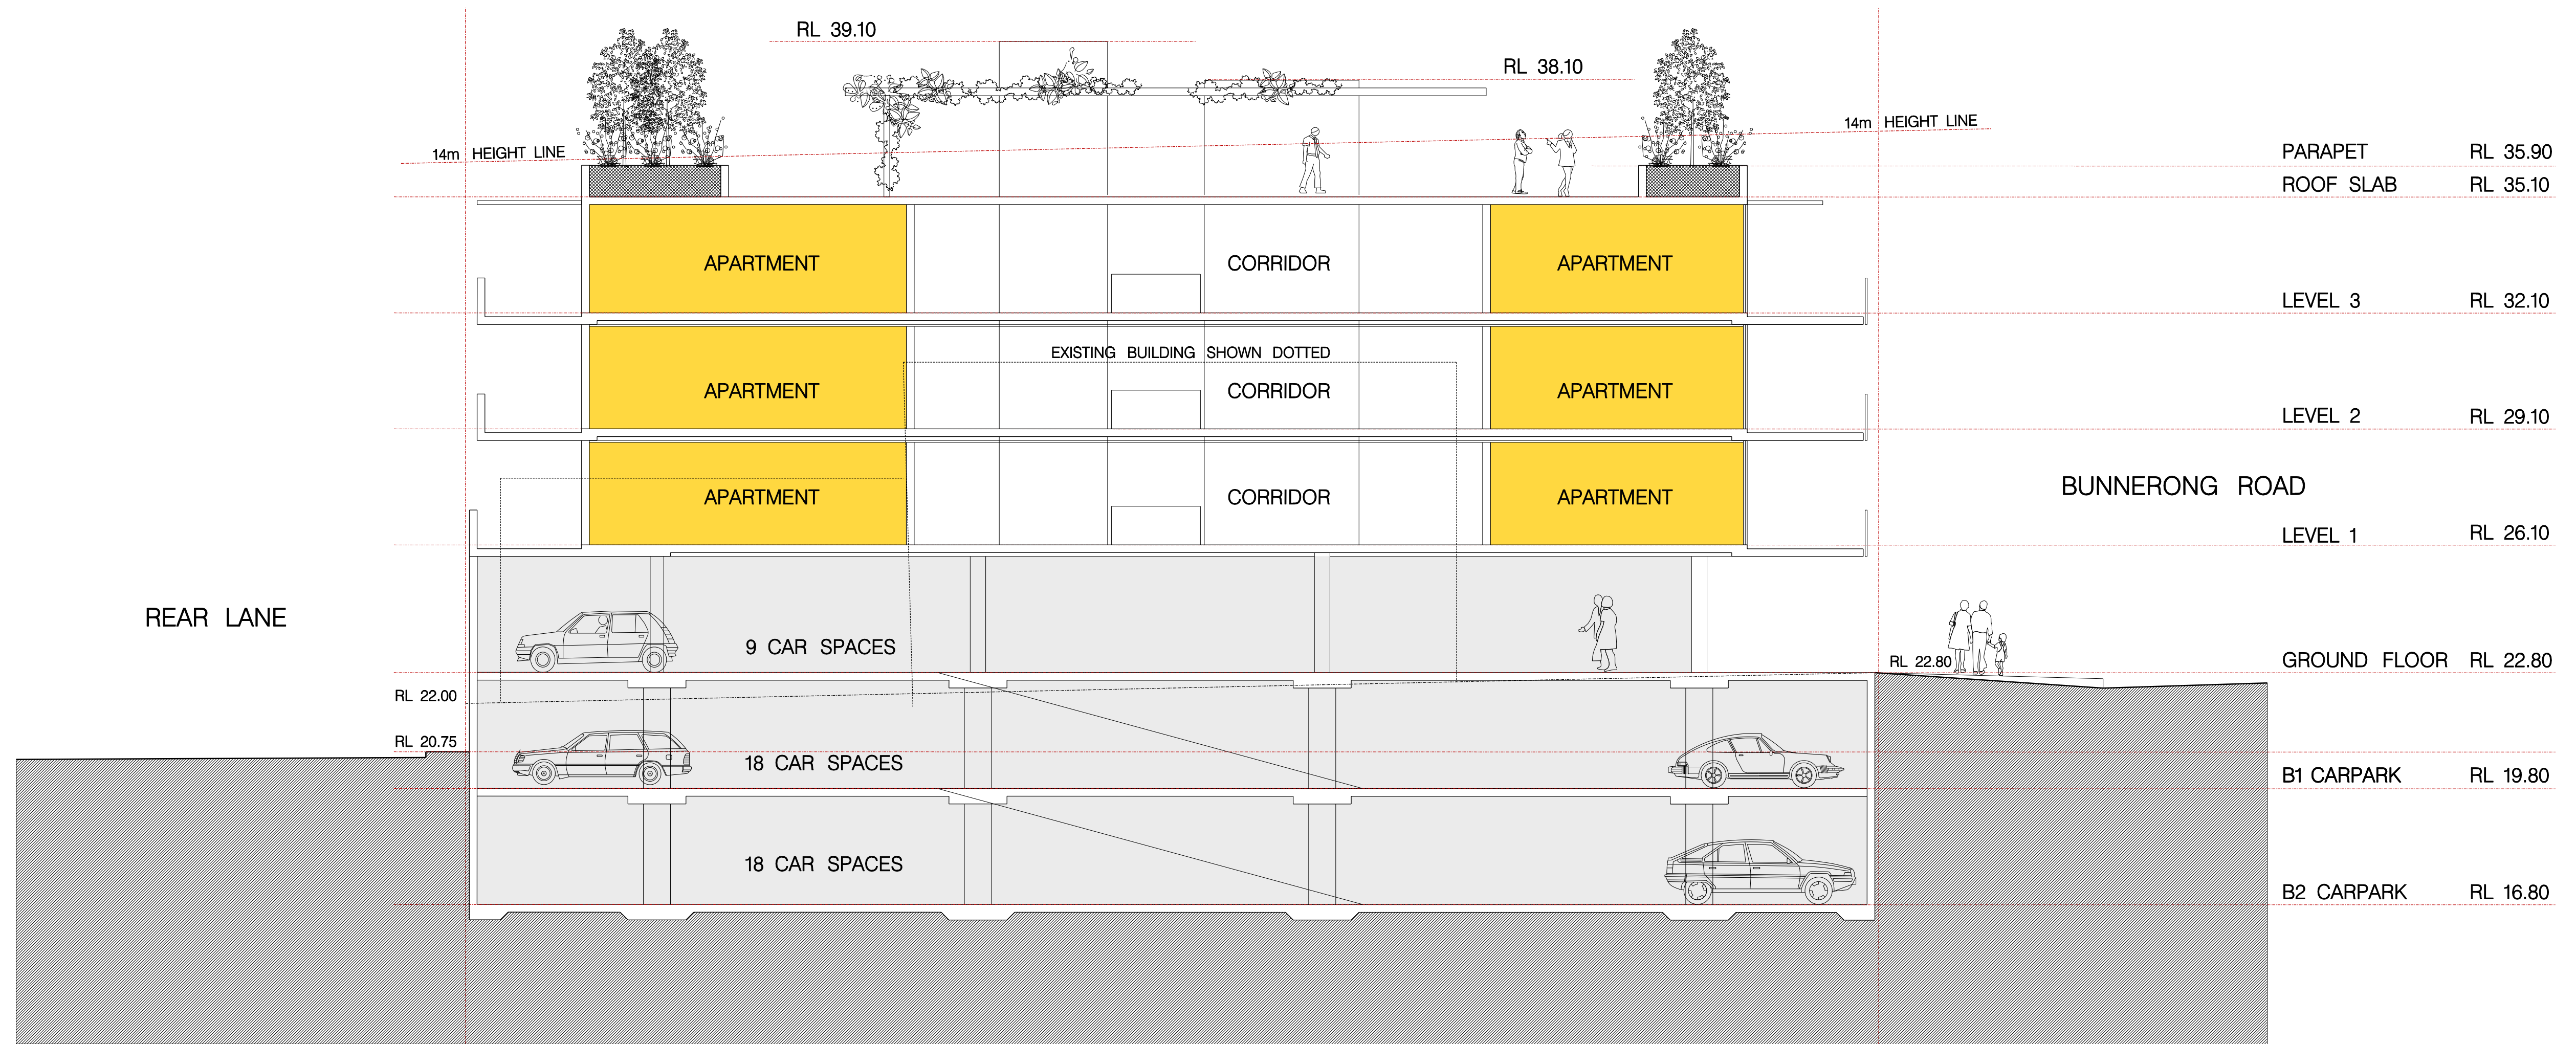 RL 39.10
RL 38.10
14m HEIGHT LINE
14m HEIGHT LINE
PARAPET RL 35.90
ROOF SLAB RL 35.10
APARTMENT CORRIDOR APARTMENT
LEVEL 3 RL 32.10
EXISTING BUILDING SHOWN DOTTED
APARTMENT CORRIDOR APARTMENT
LEVEL 2 RL 29.10
BUNNERONG ROAD
APARTMENT CORRIDOR APARTMENT
LEVEL 1 RL 26.10
REAR LANE
9 CAR SPACES
RL 22.80
GROUND FLOOR RL 22.80
RL 22.00
RL 20.75
18 CAR SPACES
B1 CARPARK RL 19.80
18 CAR SPACES
B2 CARPARK RL 16.80